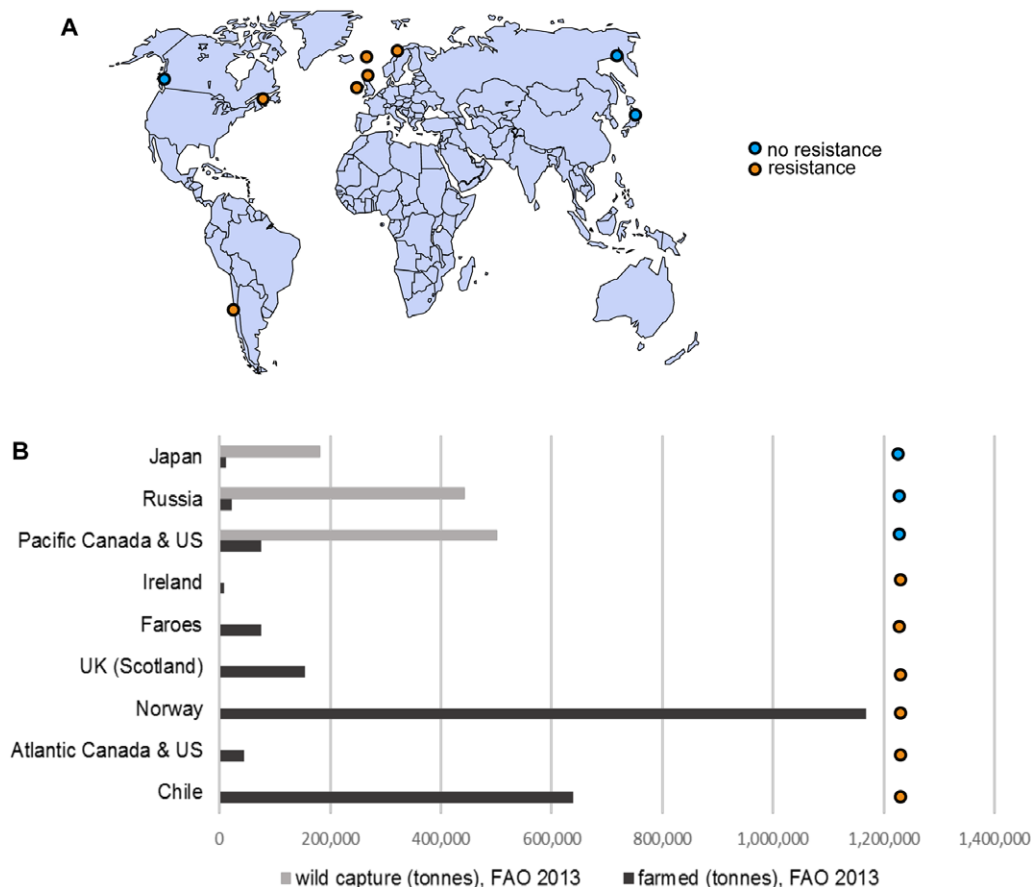 A
no resistance
resistance
B
Japan
Russia
Pacific Canada & US
Ireland
Faroes
UK (Scotland)
Norway
Atlantic Canada & US
Chile
0 200,000 400,000 600,000 800,000 1,000,000 1,200,000 1,400,000
wild capture (tonnes), FAO 2013 farmed (tonnes), FAO 2013